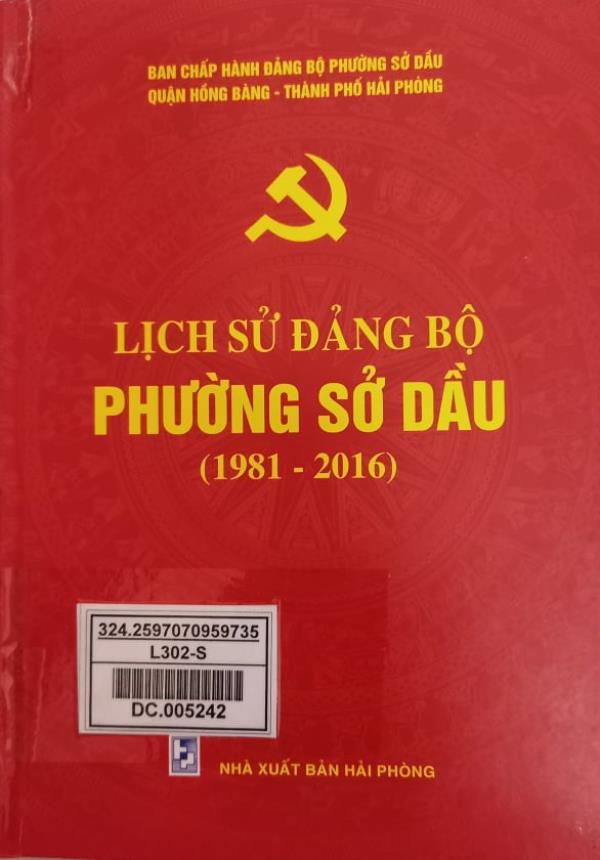 BAN CHẤP HÀNH ĐẢNG BỘ PHƯỜNG SỞ DẦU
QUẬN HỒNG BÀNG - THÀNH PHỐ HẢI PHÒNG
LỊCH SỬ ĐẢNG BỘ
PHƯỜNG SỞ DẦU
(1981 - 2016)
324.2597070959735
L302-S
DC.005242
NHÀ XUẤT BẢN HẢI PHÒNG